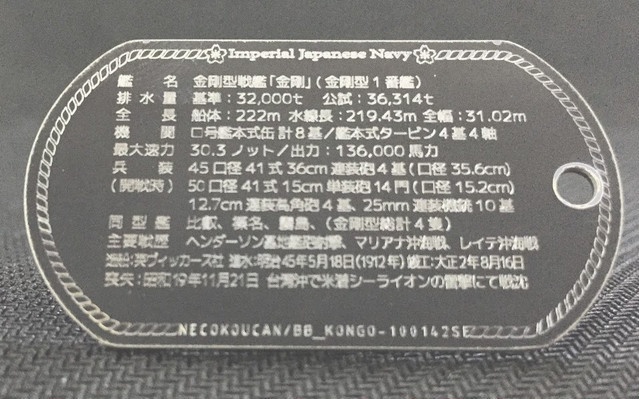 Imperial Japanese Navy
艦 名 金剛型戦艦「金剛」(金剛型1番艦)
排水量 基準：32,000t 公試：36,314t
全 長 船体：222m 水線長：219.43m 全幅：31.02m
機 関 ロ号艦本式缶 計8基/艦本式タービン4基4軸
最大速力 30.3ノット/出力：136,000馬力
兵 装 45口径41式36cm連装砲4基(口径35.6cm)
(開戦時) 50口径41式15cm単装砲14門(口径15.2cm)
12.7cm連装高角砲4基、25mm連装機銃10基
同型艦 比叡、榛名、霧島、(金剛型総計4隻)
主要戦歴 ヘンダーソン基地艦砲射撃、マリアナ沖海戦、レイテ沖海戦
造船：英ヴィッカース社 進水：明治45年5月18日(1912年) 竣工：大正2年8月16日
喪失：昭和19年11月21日 台湾沖で米潜シーライオンの雷撃にて戦沈
NECOKOUCAN/BB_KONGO-100142SE